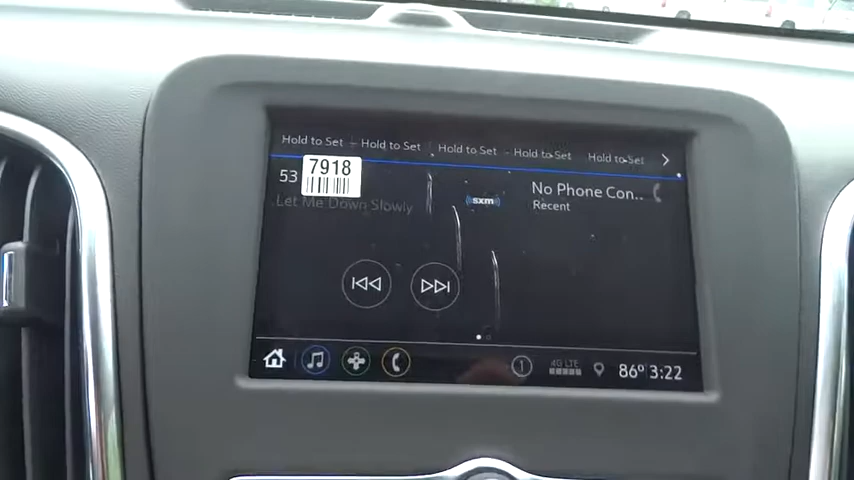 Hold to Set Hold to Set Hold to Set Hold to Set Hold to Set
53
7918
Let Me Down Slowly
sxm
No Phone Con...
Recent
1
4G LTE
86° 3:22